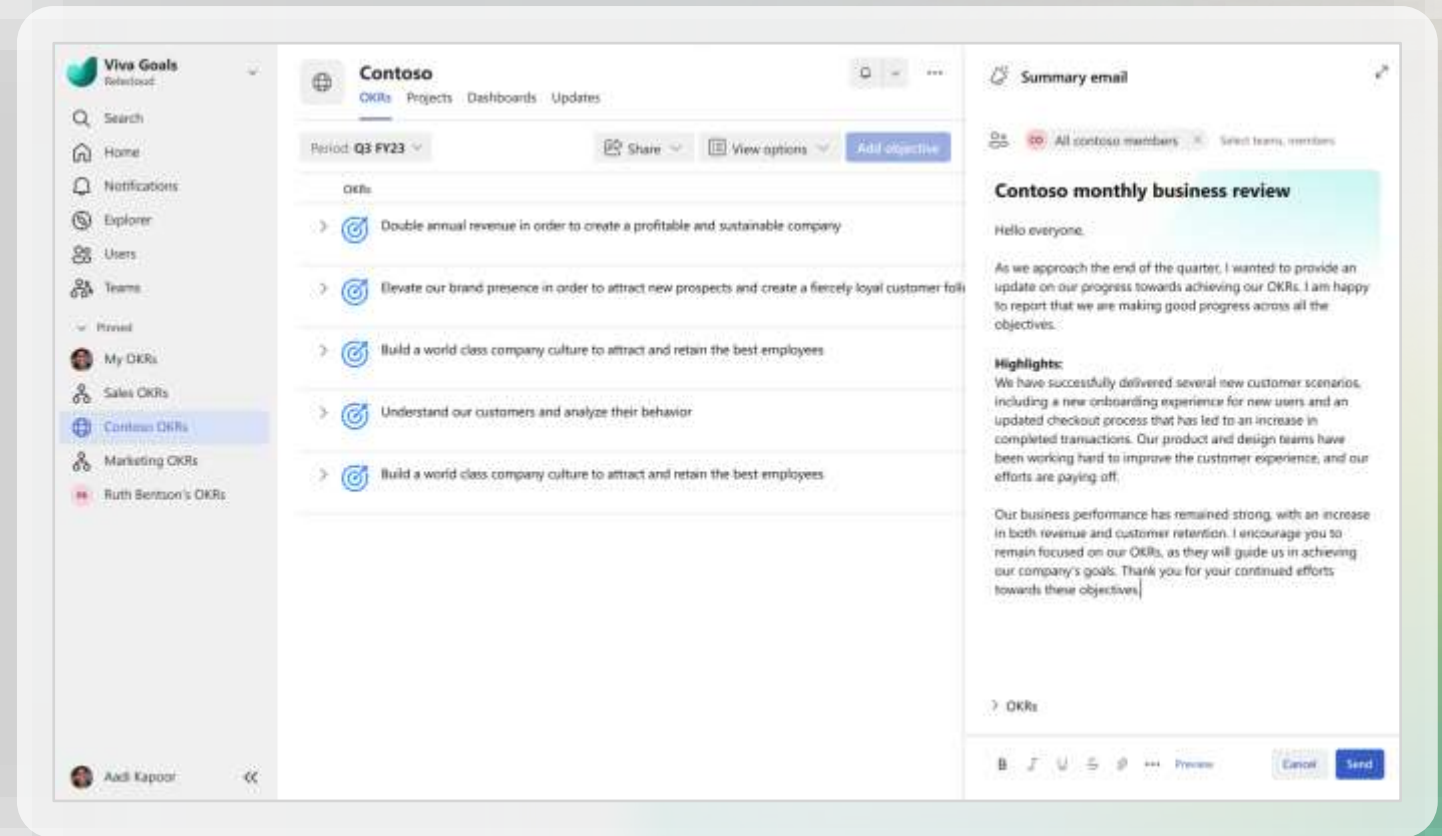 Viva Goals
Relecloud
Search
Home
Notifications
Explorer
Users
Teams
Pinned
My OKRs
Sales OKRs
Contoso OKRs
Marketing OKRs
Ruth Bentson's OKRs
Aadi Kapoor
Contoso
OKRs Projects Dashboards Updates
Period: Q3 FY23
Share
View options
Add objective
OKRs
Double annual revenue in order to create a profitable and sustainable company
Elevate our brand presence in order to attract new prospects and create a fiercely loyal customer foll
Build a world class company culture to attract and retain the best employees
Understand our customers and analyze their behavior
Build a world class company culture to attract and retain the best employees
Summary email
CO All contoso members × Select teams, members
Contoso monthly business review
Hello everyone,
As we approach the end of the quarter, I wanted to provide an
update on our progress towards achieving our OKRs. I am happy
to report that we are making good progress across all the
objectives.
Highlights:
We have successfully delivered several new customer scenarios,
including a new onboarding experience for new users and an
updated checkout process that has led to an increase in
completed transactions. Our product and design teams have
been working hard to improve the customer experience, and our
efforts are paying off.
Our business performance has remained strong, with an increase
in both revenue and customer retention. I encourage you to
remain focused on our OKRs, as they will guide us in achieving
our company's goals. Thank you for your continued efforts
towards these objectives.
OKRs
B I U S Preview
Cancel
Send